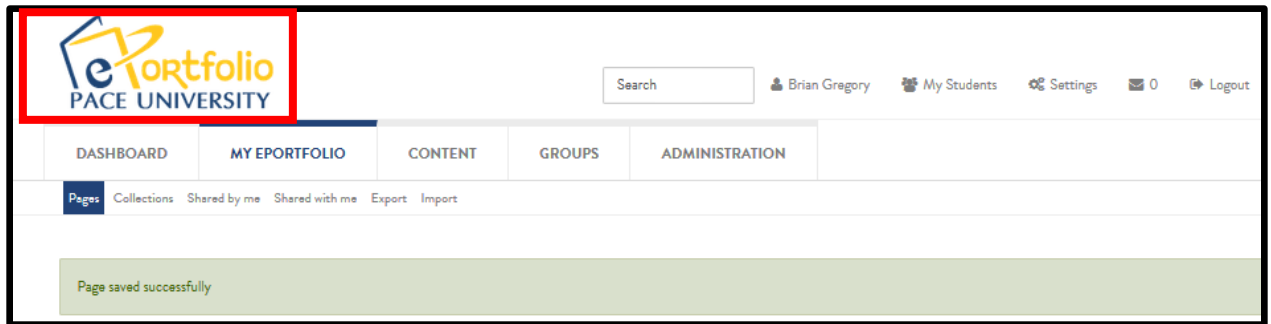 ePortfolio
PACE UNIVERSITY
Search Brian Gregory My Students Settings 0 Logout
DASHBOARD MY EPORTFOLIO CONTENT GROUPS ADMINISTRATION
Pages Collections Shared by me Shared with me Export Import
Page saved successfully